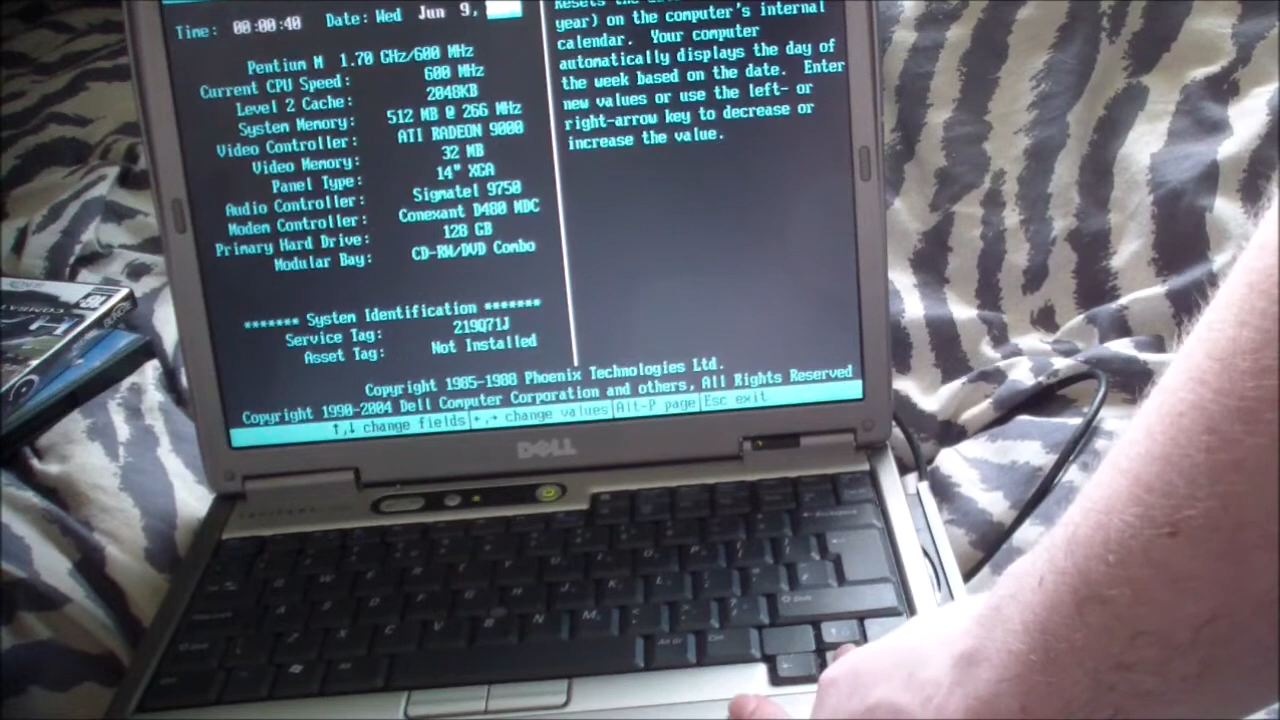 Time: 00:00:40 Date: Wed Jun 9,
Pentium M 1.70 GHz/600 MHz
Current CPU Speed: 600 MHz
Level 2 Cache: 2048KB
System Memory: 512 MB @ 266 MHz
Video Controller: ATI RADEON 9000
Video Memory: 32 MB
Panel Type: 14" XGA
Audio Controller: Sigmatel 9750
Modem Controller: Conexant D480 MDC
Primary Hard Drive: 128 GB
Modular Bay: CD-RW/DVD Combo
******* System Identification *******
Service Tag: 219Q71J
Asset Tag: Not Installed
Resets the
year) on the computer's internal
calendar. Your computer
automatically displays the day of
the week based on the date. Enter
new values or use the left- or
right-arrow key to decrease or
increase the value.
Copyright 1985-1988 Phoenix Technologies Ltd.
Copyright 1990-2004 Dell Computer Corporation and others, All Rights Reserved
↑,↓ change fields ←,→ change values Alt-P page Esc exit
DELL